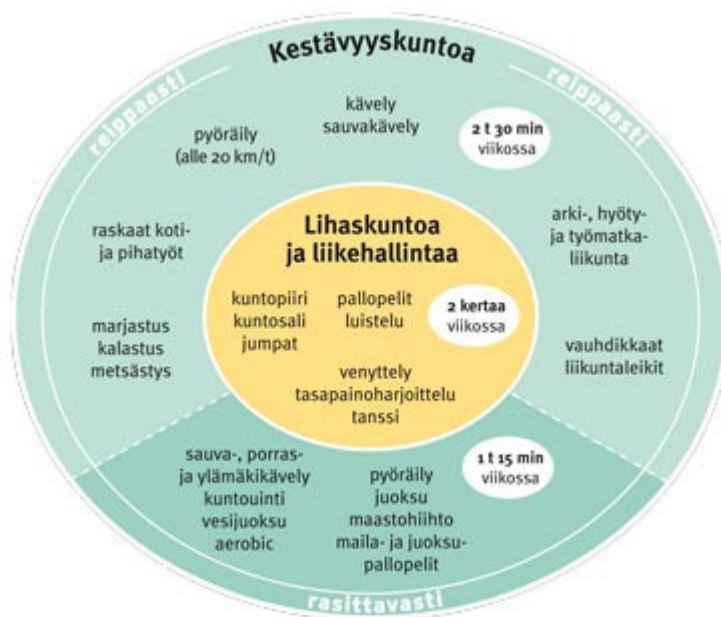 Kestävyyskuntoa
reippaasti
reippaasti
kävely
sauvakävely
2 t 30 min
viikossa
pyöräily
(alle 20 km/t)
raskaat koti-
ja pihatyöt
marjastus
kalastus
metsästys
arki-, hyöty-
ja työmatka-
liikunta
vauhdikkaat
liikuntaleikit
Lihaskuntoa
ja liikehallintaa
kuntopiiri
kuntosali
jumpat
pallopelit
luistelu
2 kertaa
viikossa
venyttely
tasapainoharjoittelu
tanssi
sauva-, porras-
ja ylämäkikävely
kuntouinti
vesijuoksu
aerobic
pyöräily
juoksu
maastohiihto
maila- ja juoksu-
pallopelit
1 t 15 min
viikossa
rasittavasti